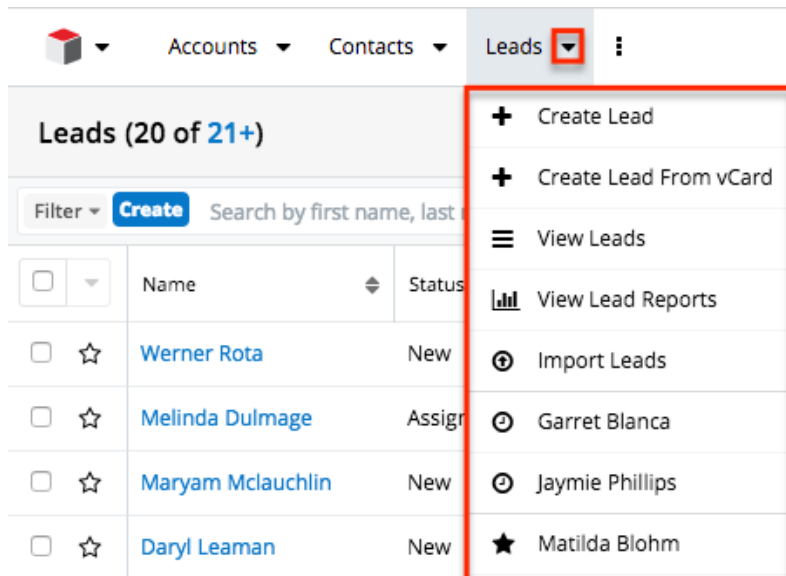 Accounts Contacts Leads
Leads (20 of 21+)
Filter Create Search by first name, last
Name Status
Werner Rota New
Melinda Dulmage
Maryam Mclauchlin New
Daryl Leaman New
Create Lead
Create Lead From vCard
View Leads
View Lead Reports
Import Leads
Garret Blanca
Jaymie Phillips
Matilda Blohm